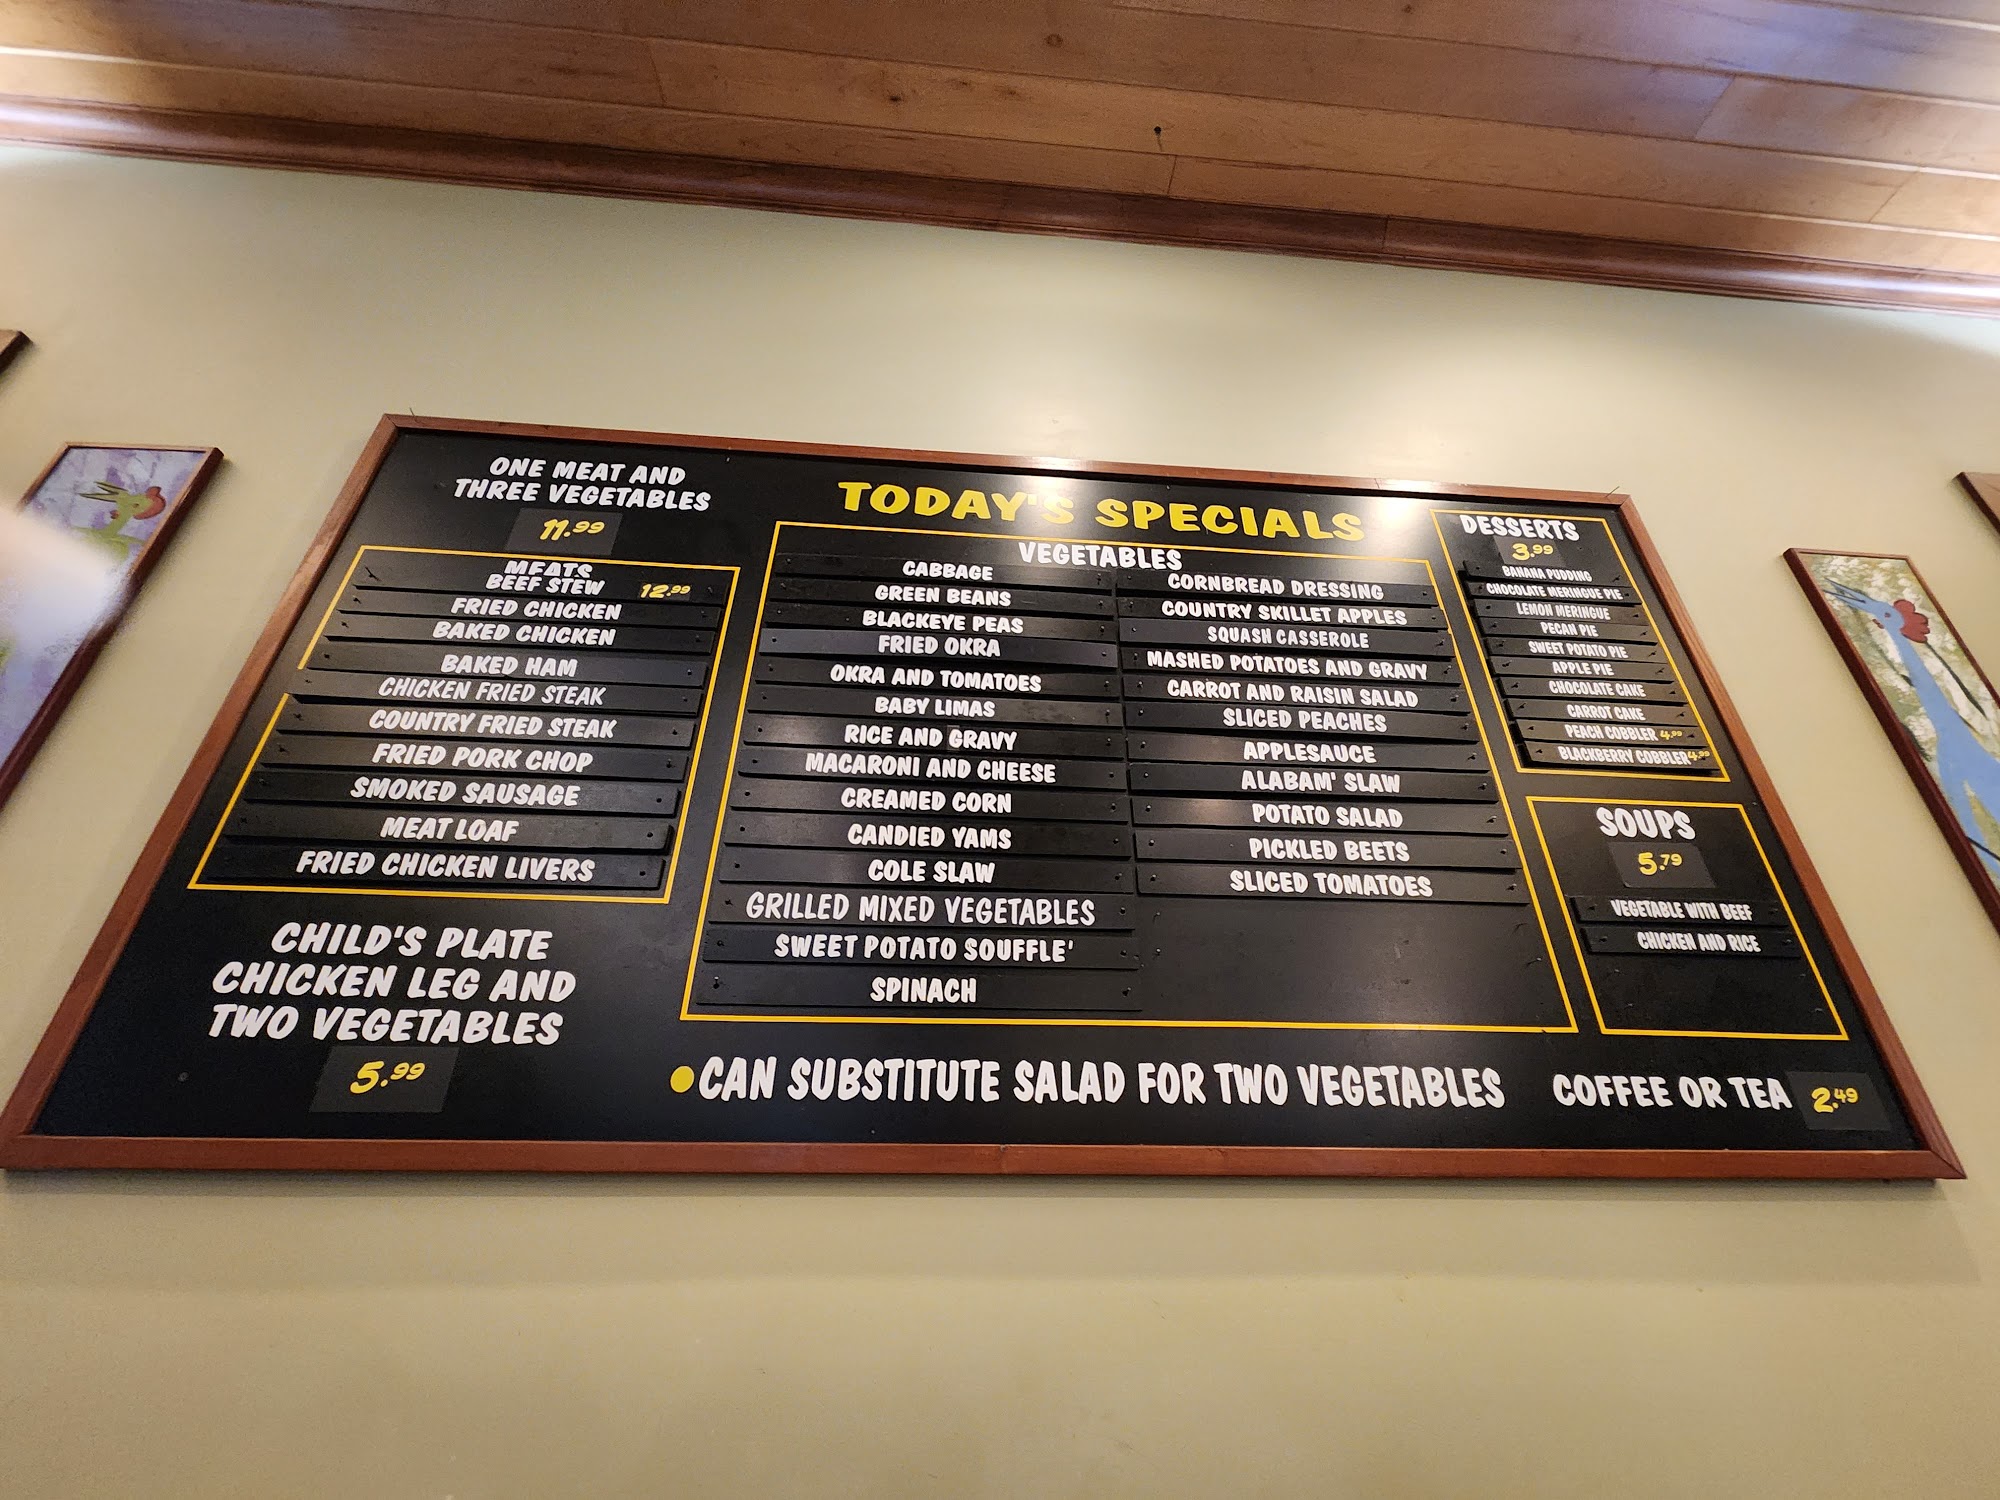 ONE MEAT AND
THREE VEGETABLES
11.99
MEATS
BEEF STEW 12.99
FRIED CHICKEN
BAKED CHICKEN
BAKED HAM
CHICKEN FRIED STEAK
COUNTRY FRIED STEAK
FRIED PORK CHOP
SMOKED SAUSAGE
MEAT LOAF
FRIED CHICKEN LIVERS
CHILD'S PLATE
CHICKEN LEG AND
TWO VEGETABLES
5.99
TODAY'S SPECIALS
VEGETABLES
CABBAGE
GREEN BEANS
BLACKEYE PEAS
FRIED OKRA
OKRA AND TOMATOES
BABY LIMAS
RICE AND GRAVY
MACARONI AND CHEESE
CREAMED CORN
CANDIED YAMS
COLE SLAW
GRILLED MIXED VEGETABLES
SWEET POTATO SOUFFLE'
SPINACH
CORNBREAD DRESSING
COUNTRY SKILLET APPLES
SQUASH CASSEROLE
MASHED POTATOES AND GRAVY
CARROT AND RAISIN SALAD
SLICED PEACHES
APPLESAUCE
ALABAM' SLAW
POTATO SALAD
PICKLED BEETS
SLICED TOMATOES
DESSERTS
3.99
BANANA PUDDING
CHOCOLATE MERINGUE PIE
LEMON MERINGUE
PECAN PIE
SWEET POTATO PIE
APPLE PIE
CHOCOLATE CAKE
CARROT CAKE
PEACH COBBLER 4.99
BLACKBERRY COBBLER 4.99
SOUPS
5.79
VEGETABLE WITH BEEF
CHICKEN AND RICE
• CAN SUBSTITUTE SALAD FOR TWO VEGETABLES
COFFEE OR TEA 2.49